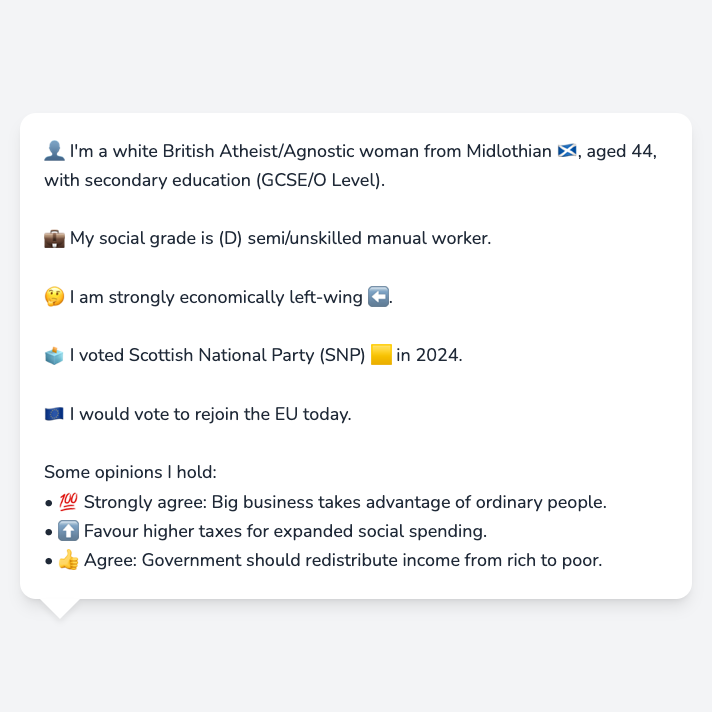 👤 I'm a white British Atheist/Agnostic woman from Midlothian 🏴󠁧󠁢󠁳󠁣󠁴󠁿, aged 44,
with secondary education (GCSE/O Level).
💼 My social grade is (D) semi/unskilled manual worker.
🤔 I am strongly economically left-wing ⬅️.
🗳️ I voted Scottish National Party (SNP) 🟨 in 2024.
🇪🇺 I would vote to rejoin the EU today.
Some opinions I hold:
• 💯 Strongly agree: Big business takes advantage of ordinary people.
• ⬆️ Favour higher taxes for expanded social spending.
• 👍 Agree: Government should redistribute income from rich to poor.